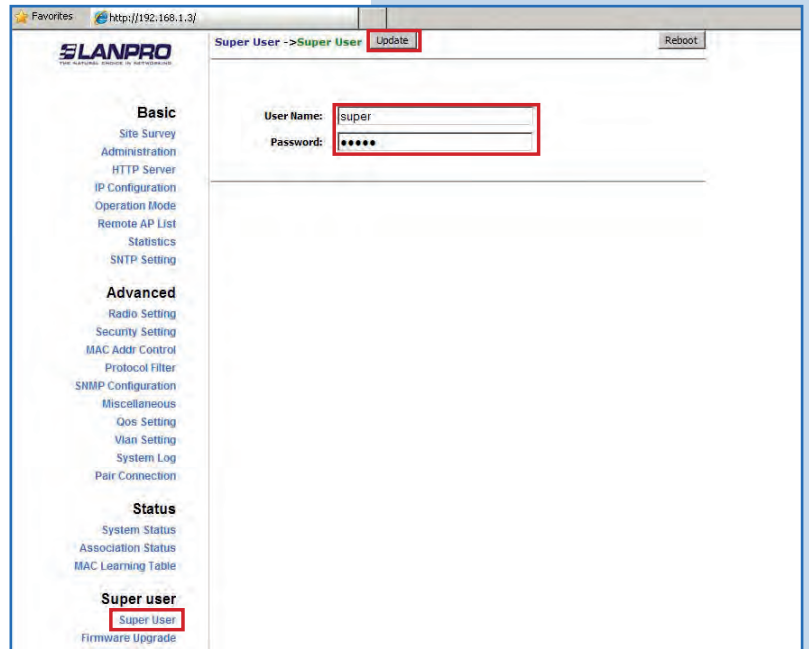 Favorites http://192.168.1.3/
LANPRO
THE NATURAL CHOICE IN NETWORKING
Super User ->Super User Update Reboot
User Name: super
Password: •••••
Basic
Site Survey
Administration
HTTP Server
IP Configuration
Operation Mode
Remote AP List
Statistics
SNTP Setting
Advanced
Radio Setting
Security Setting
MAC Addr Control
Protocol Filter
SNMP Configuration
Miscellaneous
Qos Setting
Vlan Setting
System Log
Pair Connection
Status
System Status
Association Status
MAC Learning Table
Super user
Super User
Firmware Upgrade